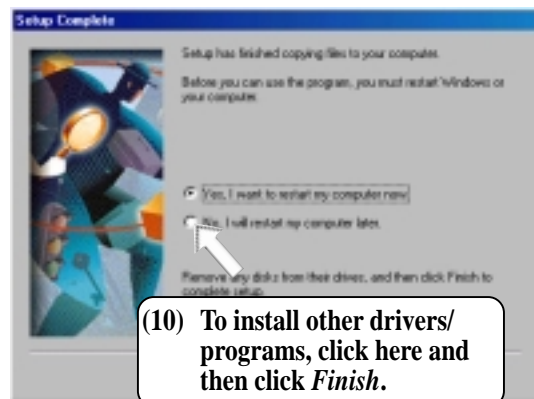 Setup Complete
Setup has finished copying files to your computer.
Before you can use the program, you must restart Windows or
your computer.
Yes, I want to restart my computer now.
No, I will restart my computer later.
Remove any disks from their drives, and then click Finish to
complete setup.
(10) To install other drivers/
programs, click here and
then click Finish.